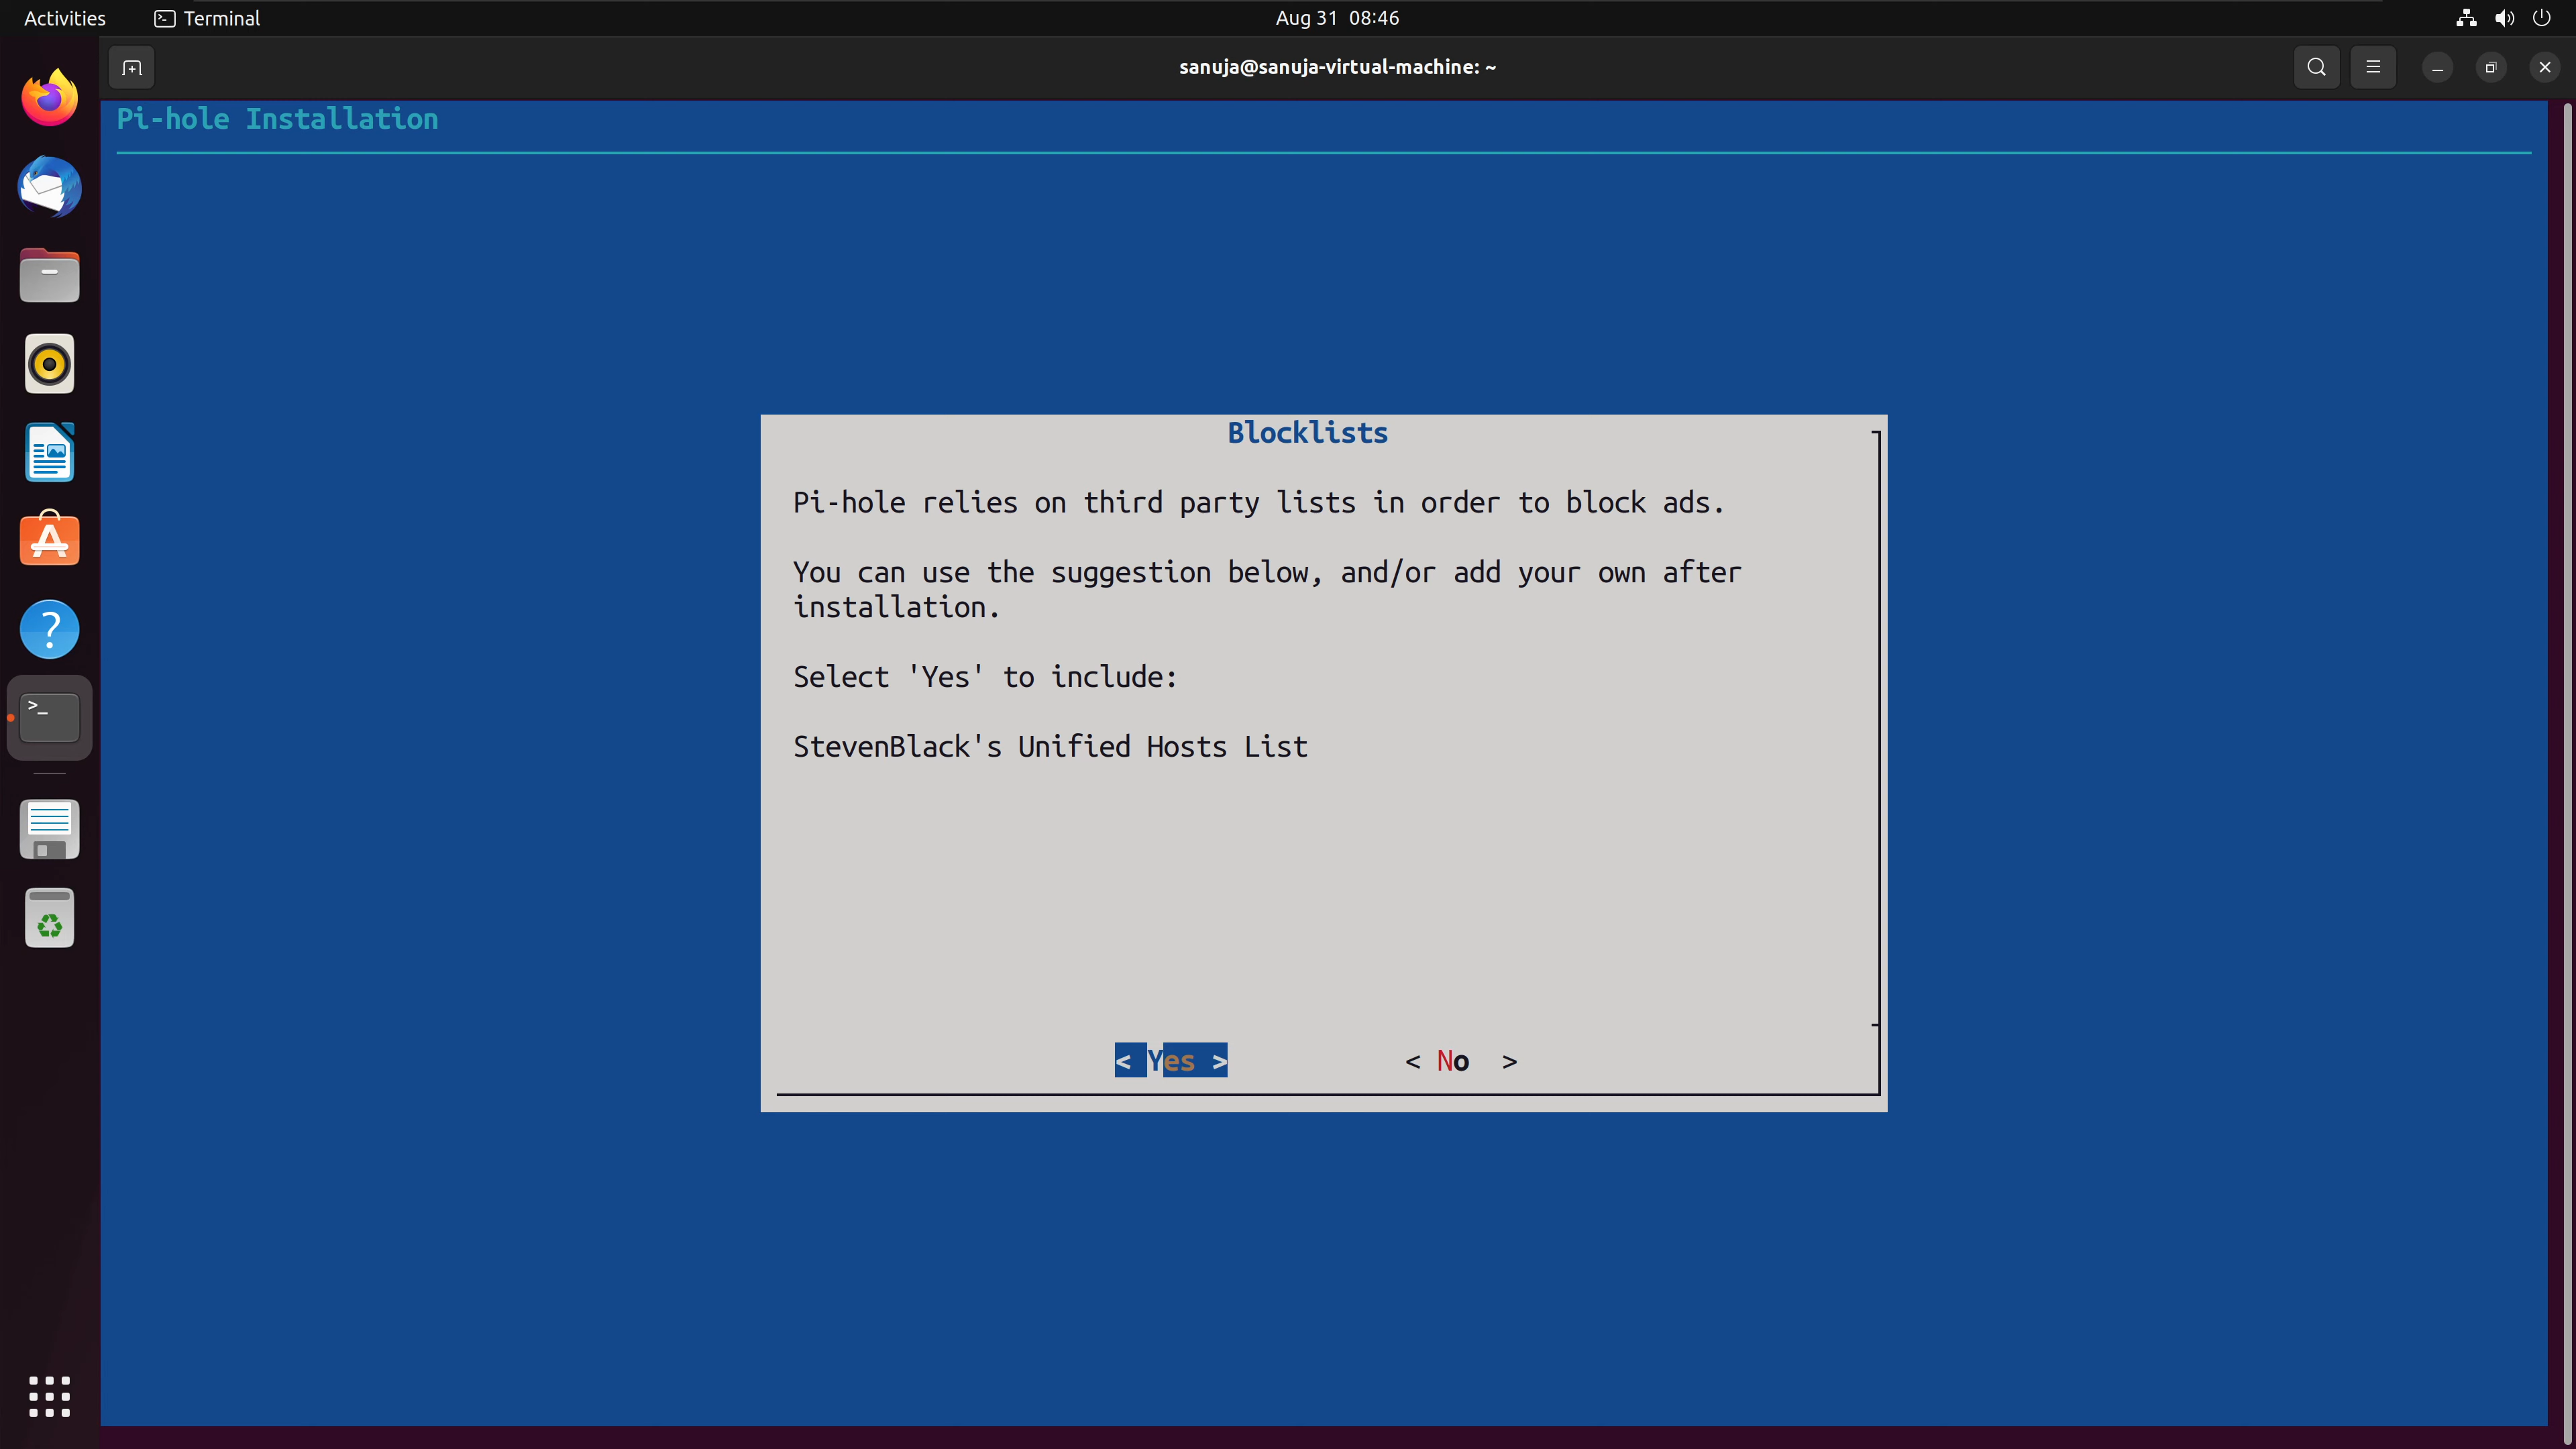 Activities
Terminal
Aug 31 08:46
sanuja@sanuja-virtual-machine: ~
Pi-hole Installation
Blocklists
Pi-hole relies on third party lists in order to block ads.
You can use the suggestion below, and/or add your own after
installation.
Select 'Yes' to include:
StevenBlack's Unified Hosts List
< Yes >
< No >